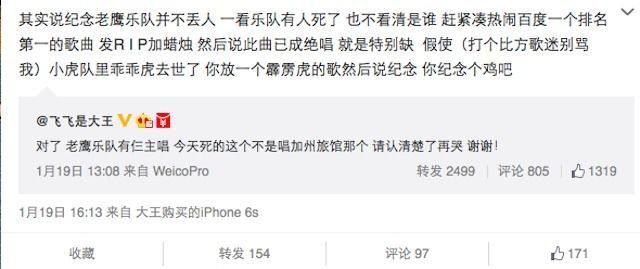 其实说纪念老鹰乐队并不丢人 一看乐队有人死了 也不看清是谁 赶紧凑热闹百度一个排名
第一的歌曲 发R I P加蜡烛 然后说此曲已成绝唱 就是特别缺 假使（打个比方歌迷别骂
我）小虎队里乖乖虎去世了 你放一个霹雳虎的歌然后说纪念 你纪念个鸡吧
@飞飞是大王
对了 老鹰乐队有仨主唱 今天死的这个不是唱加州旅馆那个 请认清楚了再哭 谢谢！
1月19日 13:08 来自 WeicoPro 转发 2499 评论 805 1319
1月19日 16:13 来自 大王购买的iPhone 6s
收藏 转发 154 评论 97 171